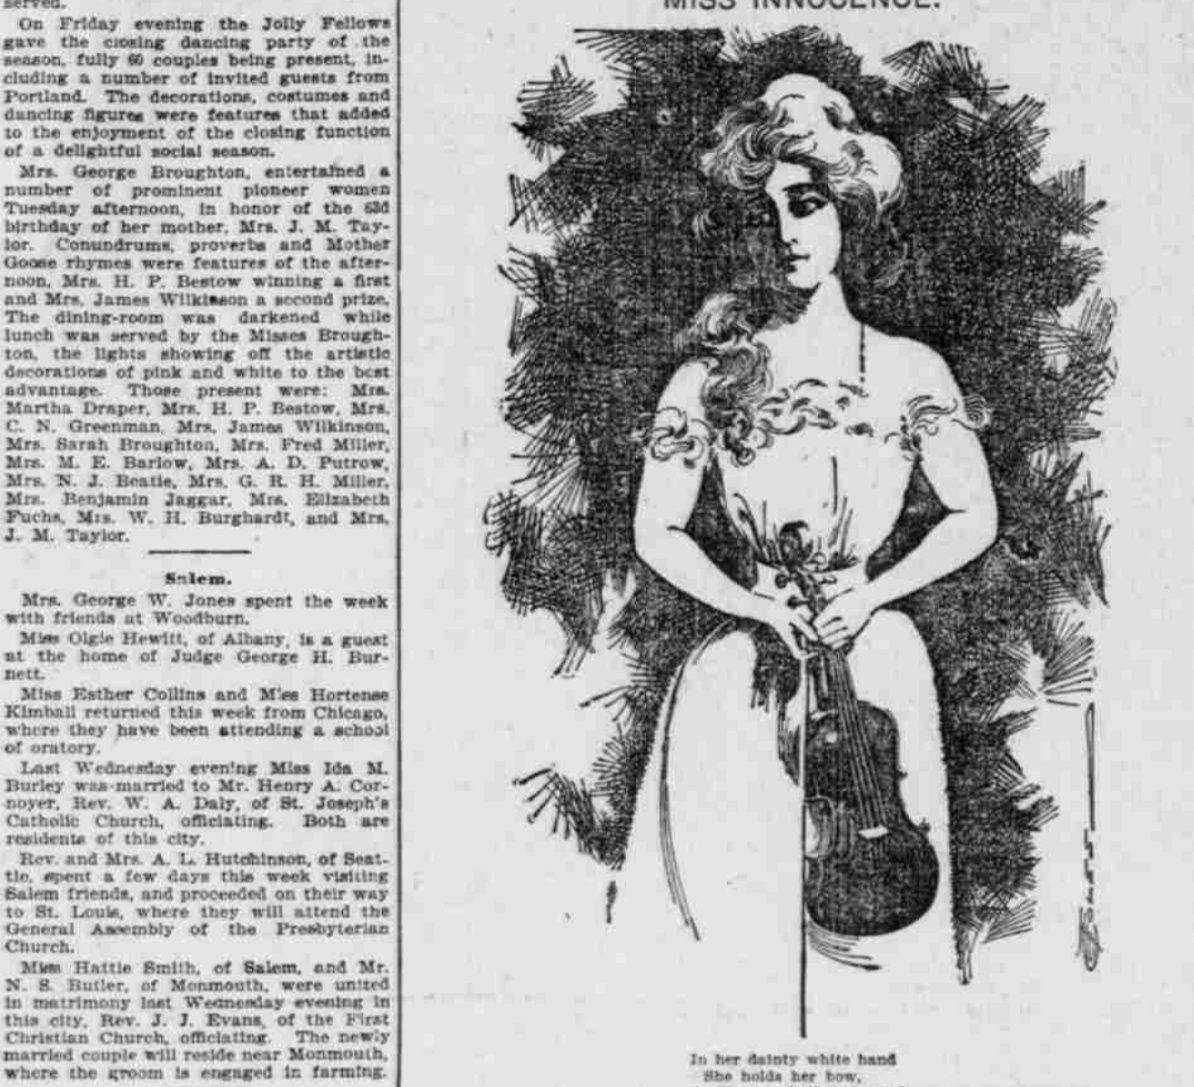 served.
On Friday evening the Jolly Fellows
gave the closing dancing party of the
season, fully 60 couples being present, in-
cluding a number of invited guests from
Portland. The decorations, costumes and
dancing figures were features that added
to the enjoyment of the closing function
of a delightful social season.
Mrs. George Broughton, entertained a
number of prominent pioneer women
Tuesday afternoon, in honor of the 63d
birthday of her mother, Mrs. J. M. Tay-
lor. Conundrums, proverbs and Mother
Goose rhymes were features of the after-
noon, Mrs. H. P. Bestow winning a first
and Mrs. James Wilkinson a second prize.
The dining-room was darkened while
lunch was served by the Misses Brough-
ton, the lights showing off the artistic
decorations of pink and white to the best
advantage. Those present were: Mrs.
Martha Draper, Mrs. H. P. Bestow, Mrs.
C. N. Greenman, Mrs. James Wilkinson,
Mrs. Sarah Broughton, Mrs. Fred Miller,
Mrs. M. E. Barlow, Mrs. A. D. Putrow,
Mrs. N. J. Beatie, Mrs. G. R. H. Miller,
Mrs. Benjamin Jaggar, Mrs. Elizabeth
Fuchs, Mrs. W. H. Burghardt, and Mrs.
J. M. Taylor.
Salem.
Mrs. George W. Jones spent the week
with friends at Woodburn.
Miss Olgie Hewitt, of Albany, is a guest
at the home of Judge George H. Bur-
nett.
Miss Esther Collins and Miss Hortense
Kimball returned this week from Chicago,
where they have been attending a school
of oratory.
Last Wednesday evening Miss Ida M.
Burley was married to Mr. Henry A. Cor-
noyer, Rev. W. A. Daly, of St. Joseph's
Catholic Church, officiating. Both are
residents of this city.
Rev. and Mrs. A. L. Hutchinson, of Seat-
tle, spent a few days this week visiting
Salem friends, and proceeded on their way
to St. Louis, where they will attend the
General Assembly of the Presbyterian
Church.
Miss Hattie Smith, of Salem, and Mr.
N. S. Butler, of Monmouth, were united
in matrimony last Wednesday evening in
this city, Rev. J. J. Evans, of the First
Christian Church, officiating. The newly
married couple will reside near Monmouth,
where the groom is engaged in farming.
MISS INNOCENCE.
In her dainty white hand
She holds her bow,